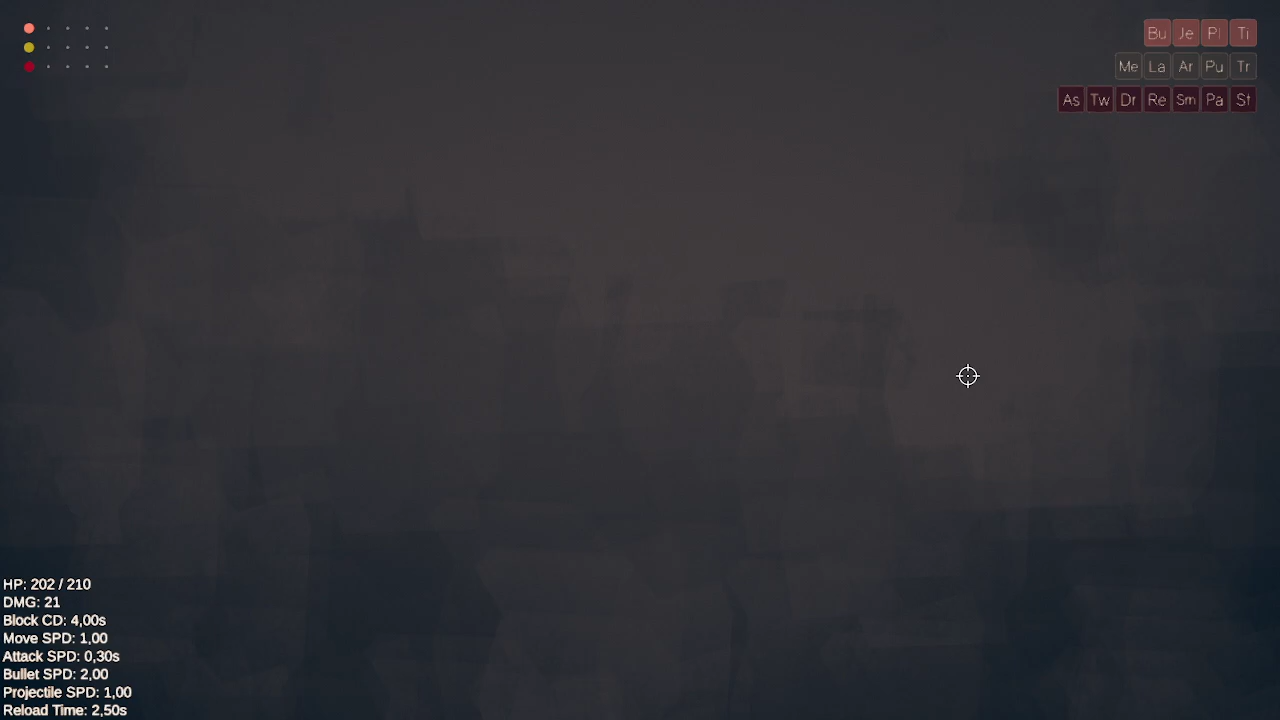 Bu Je Pl Ti
Me La Ar Pu Tr
As Tw Dr Re Sm Pa St
HP: 202 / 210
DMG: 21
Block CD: 4,00s
Move SPD: 1,00
Attack SPD: 0,30s
Bullet SPD: 2,00
Projectile SPD: 1,00
Reload Time: 2,50s